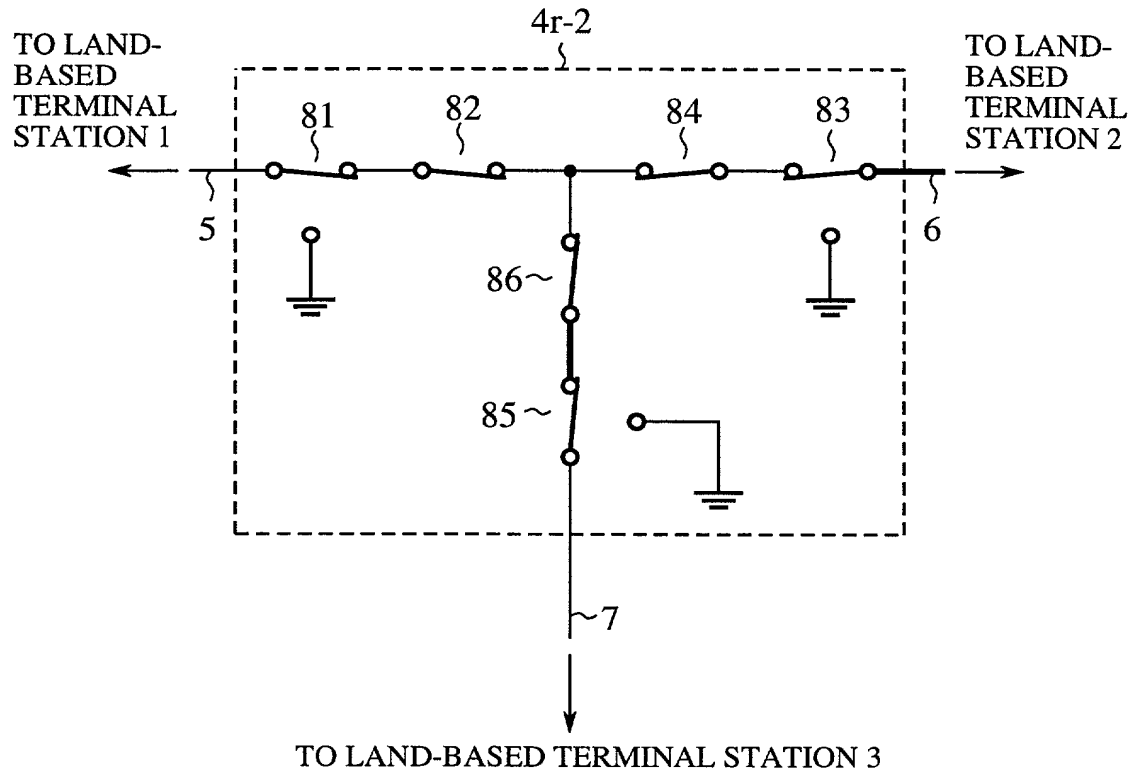 4r-2
TO LAND-
BASED
TERMINAL
STATION 1
TO LAND-
BASED
TERMINAL
STATION 2
81
82
84
83
5
6
86
85
7
TO LAND-BASED TERMINAL STATION 3